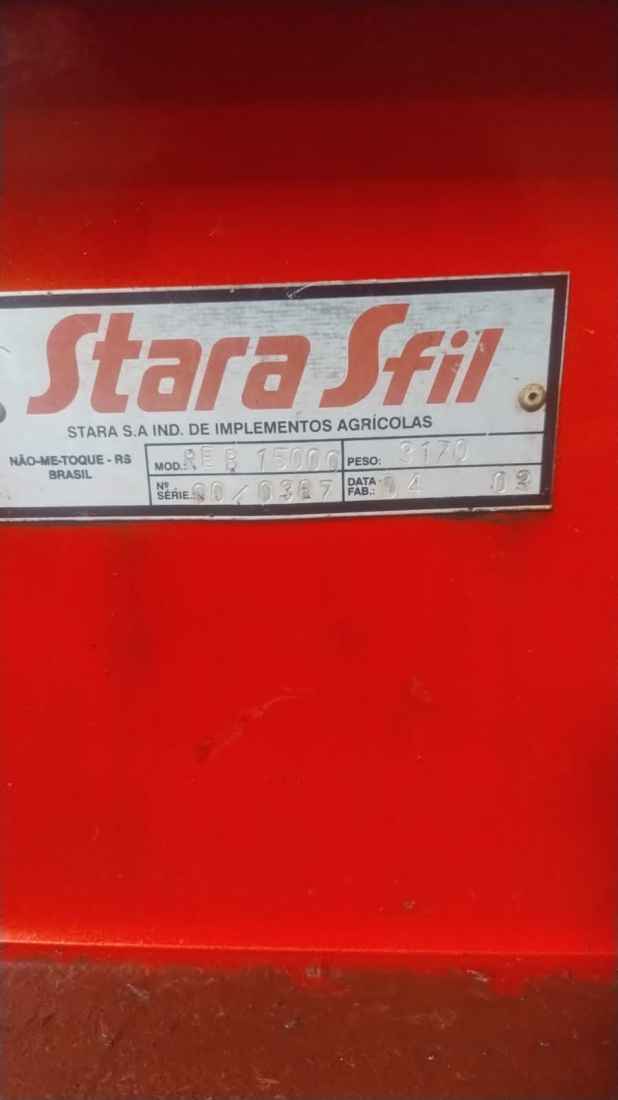 Stara Sfil
STARA S.A IND. DE IMPLEMENTOS AGRÍCOLAS
NÃO-ME-TOQUE - RS
BRASIL
MOD.: REB 15000
PESO: 3170
Nº
SÉRIE.: 00/0387
DATA
FAB.: 04 02